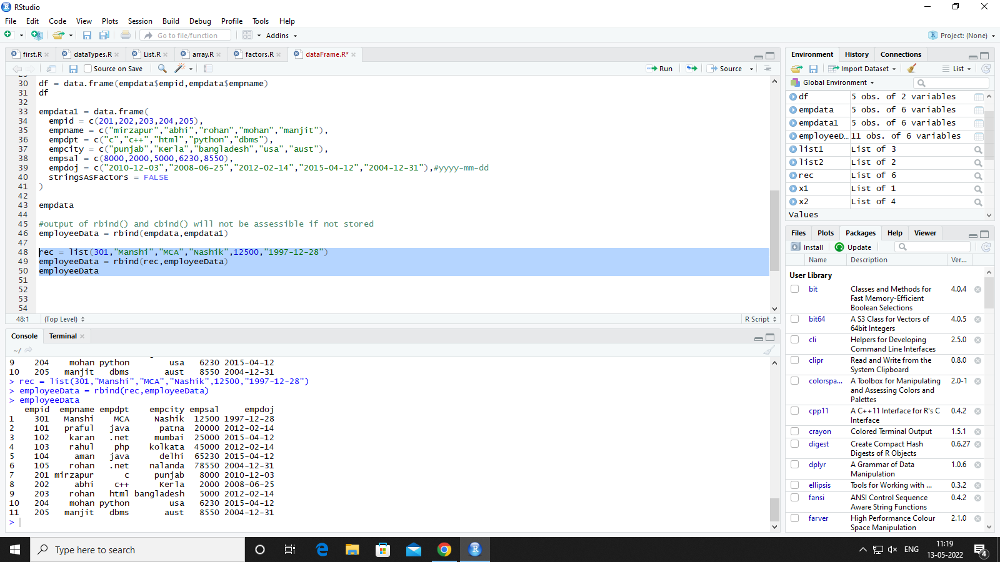 RStudio
File Edit Code View Plots Session Build Debug Profile Tools Help
Go to file/function Addins Project: (None)
first.R dataTypes.R List.R array.R factors.R dataFrame.R*
Source on Save Run Source
30 df = data.frame(empdata$empid,empdata$empname)
31 df
32
33 empdata1 = data.frame(
34 empid = c(201,202,203,204,205),
35 empname = c("mirzapur","abhi","rohan","mohan","manjit"),
36 empdpt = c("c","c++","html","python","dbms"),
37 empcity = c("punjab","Kerla","bangladesh","usa","aust"),
38 empsal = c(8000,2000,5000,6230,8550),
39 empdoj = c("2010-12-03","2008-06-25","2012-02-14","2015-04-12","2004-12-31"),#yyyy-mm-dd
40 stringsAsFactors = FALSE
41 )
42
43 empdata
44
45 #output of rbind() and cbind() will not be assessible if not stored
46 employeeData = rbind(empdata,empdata1)
47
48 rec = list(301,"Manshi","MCA","Nashik",12500,"1997-12-28")
49 employeeData = rbind(rec,employeeData)
50 employeeData
51
52
53
54
48:1 (Top Level) R Script
Console Terminal
~/
9 204 mohan python usa 6230 2015-04-12
10 205 manjit dbms aust 8550 2004-12-31
> rec = list(301,"Manshi","MCA","Nashik",12500,"1997-12-28")
> employeeData = rbind(rec,employeeData)
> employeeData
empid empname empdpt empcity empsal empdoj
1 301 Manshi MCA Nashik 12500 1997-12-28
2 101 praful java patna 20000 2012-02-14
3 102 karan .net mumbai 25000 2015-04-12
4 103 rahul php kolkata 45000 2012-02-14
5 104 aman java delhi 65230 2015-04-12
6 105 rohan .net nalanda 78550 2004-12-31
7 201 mirzapur c punjab 8000 2010-12-03
8 202 abhi c++ Kerla 2000 2008-06-25
9 203 rohan html bangladesh 5000 2012-02-14
10 204 mohan python usa 6230 2015-04-12
11 205 manjit dbms aust 8550 2004-12-31
>
Environment History Connections
Import Dataset List
Global Environment
df 5 obs. of 2 variables
empdata 5 obs. of 6 variables
empdata1 5 obs. of 6 variables
employeeD... 11 obs. of 6 variables
list1 List of 3
list2 List of 2
rec List of 6
x1 List of 1
x2 List of 4
Values
Files Plots Packages Help Viewer
Install Update
Name Description Ver...
User Library
bit Classes and Methods for 4.0.4
Fast Memory-Efficient
Boolean Selections
bit64 A S3 Class for Vectors of 4.0.5
64bit Integers
cli Helpers for Developing 2.5.0
Command Line Interfaces
clipr Read and Write from the 0.8.0
System Clipboard
colorspa... A Toolbox for Manipulating 2.0-1
and Assessing Colors and
Palettes
cpp11 A C++11 Interface for R's C 0.4.2
Interface
crayon Colored Terminal Output 1.5.1
digest Create Compact Hash 0.6.27
Digests of R Objects
dplyr A Grammar of Data 1.0.6
Manipulation
ellipsis Tools for Working with ... 0.3.2
fansi ANSI Control Sequence 0.4.2
Aware String Functions
farver High Performance Colour 2.1.0
Space Manipulation
Type here to search
ENG
11:19
13-05-2022
4